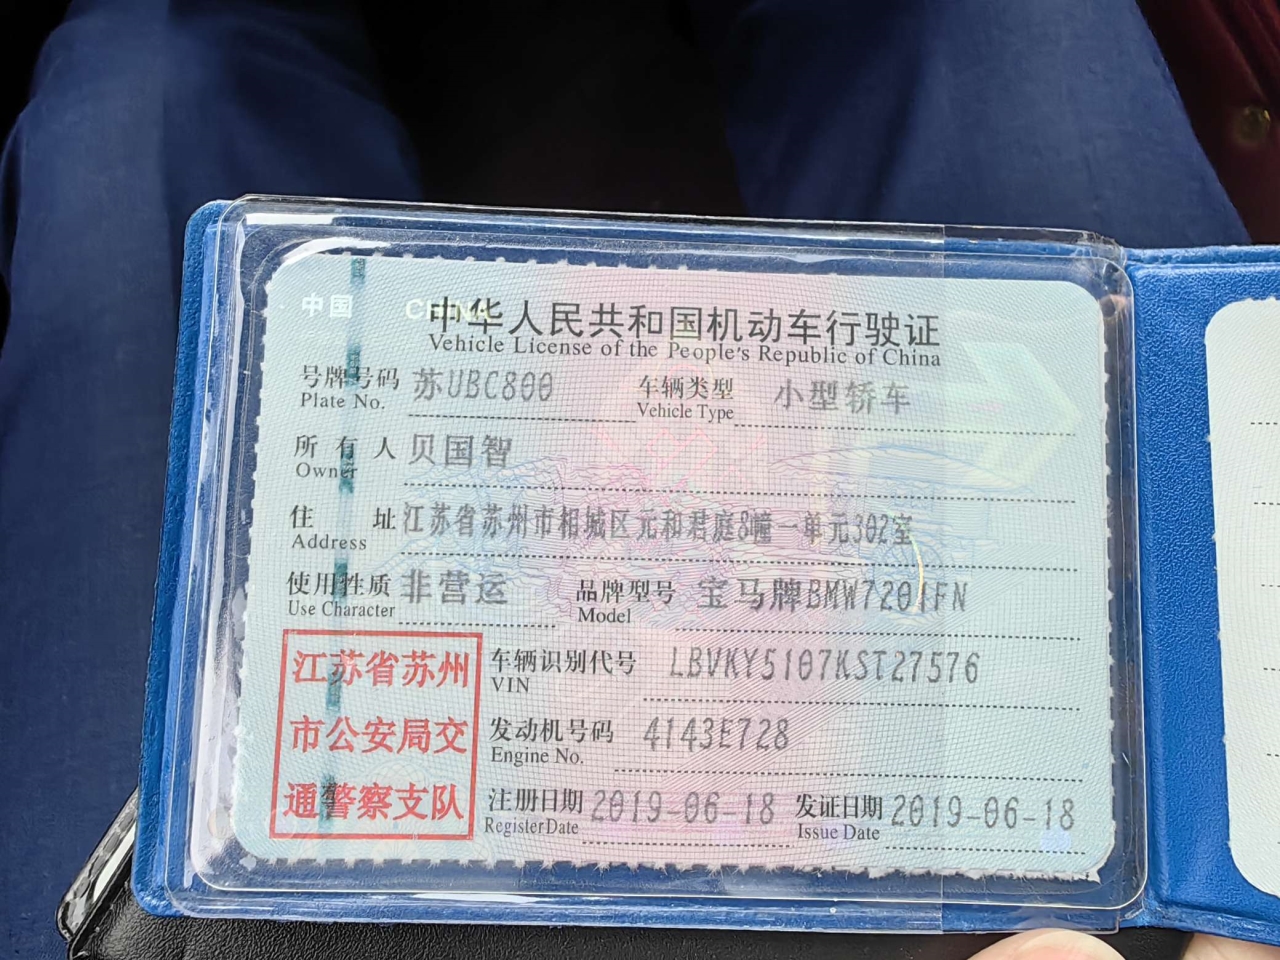 中国 CHINA
中华人民共和国机动车行驶证
Vehicle License of the People's Republic of China
号牌号码 苏UBC800 车辆类型 小型轿车
Plate No. Vehicle Type
所有人 贝国智
Owner
住址 江苏省苏州市相城区元和君庭8幢一单元302室
Address
使用性质 非营运 品牌型号 宝马牌BMW7201FN
Use Character Model
江苏省苏州
市公安局交
通警察支队
车辆识别代号 LBVKY5107KST27576
VIN
发动机号码 4143E728
Engine No.
注册日期 2019-06-18 发证日期 2019-06-18
Register Date Issue Date